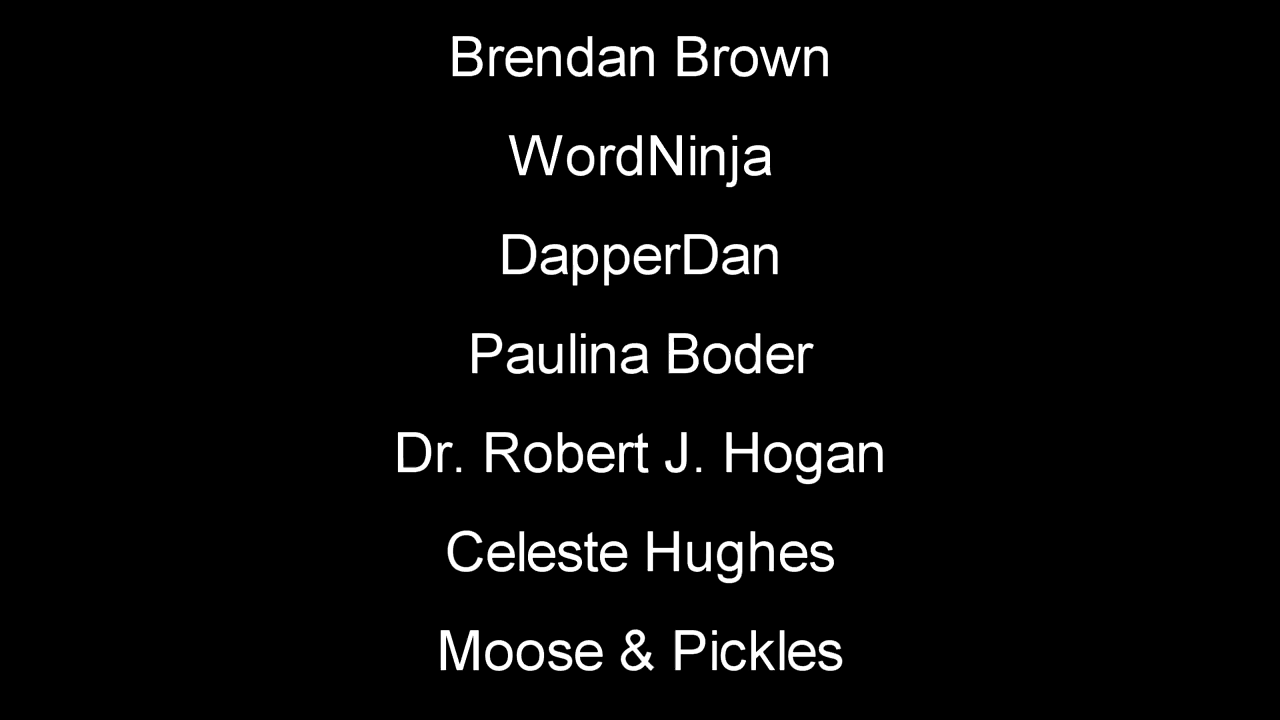 Brendan Brown
WordNinja
DapperDan
Paulina Boder
Dr. Robert J. Hogan
Celeste Hughes
Moose & Pickles